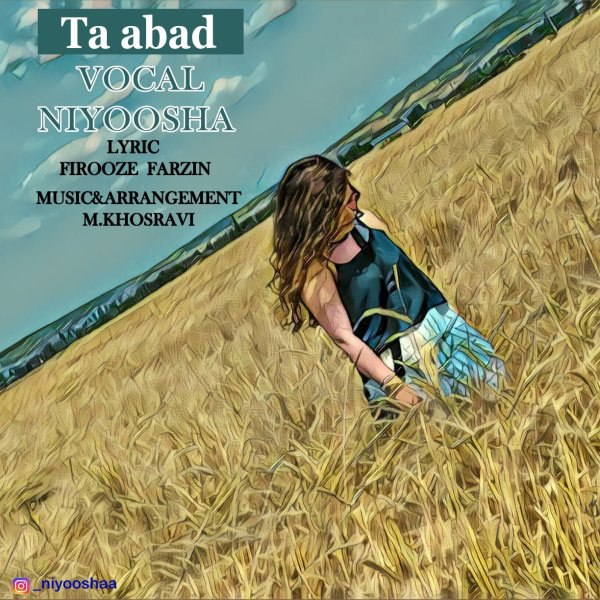 Ta abad
VOCAL
NIYOOSHA
LYRIC
FIROOZE FARZIN
MUSIC&ARRANGEMENT
M.KHOSRAVI
_niyooshaa